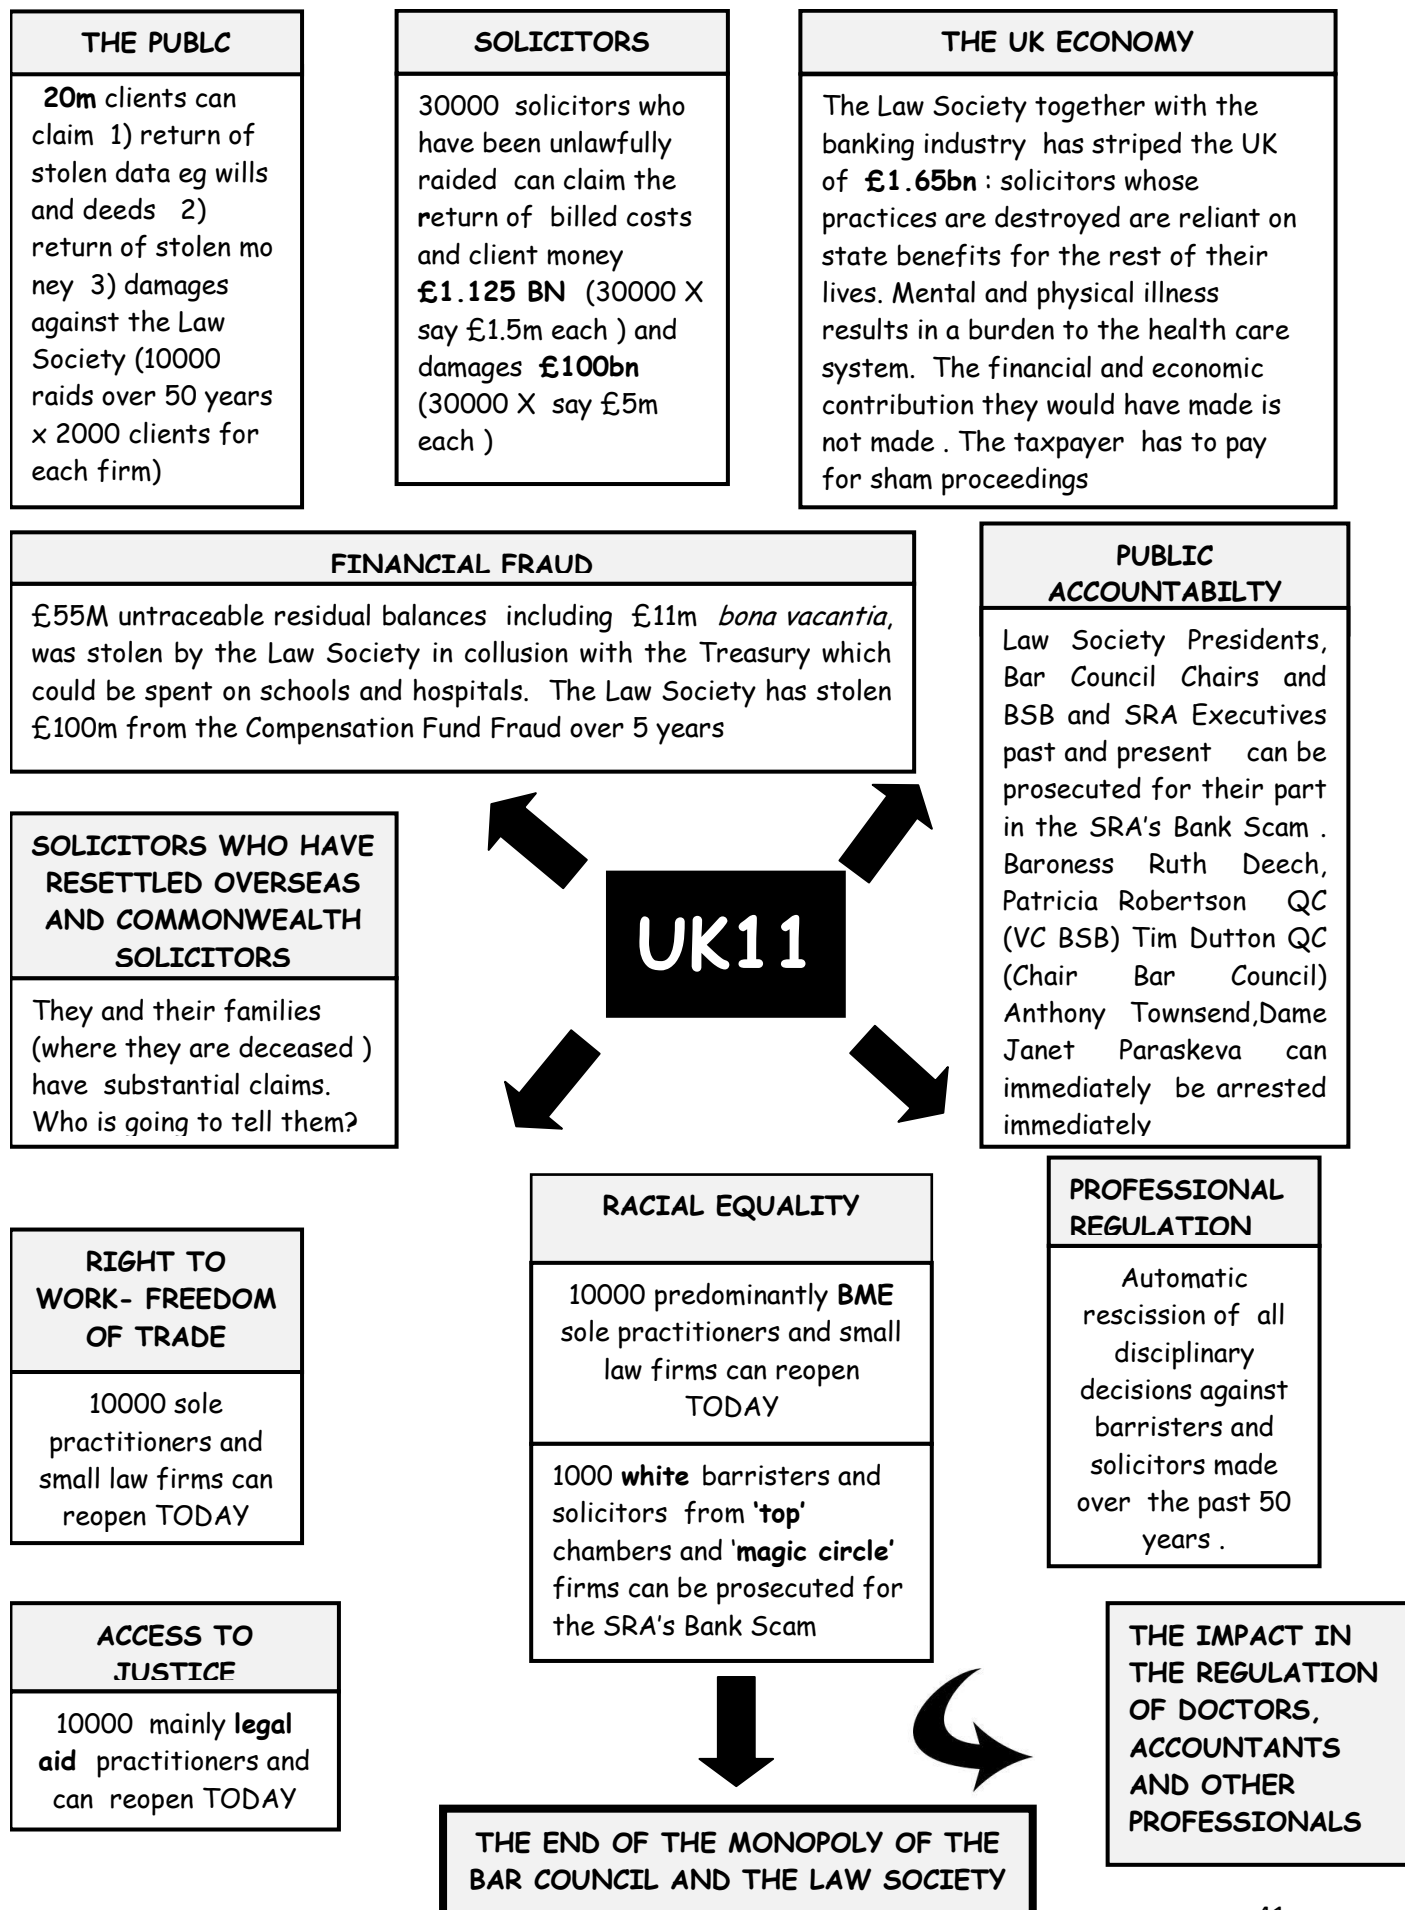 THE PUBLC
20m clients can
claim 1) return of
stolen data eg wills
and deeds 2)
return of stolen mo
ney 3) damages
against the Law
Society (10000
raids over 50 years
x 2000 clients for
each firm)
SOLICITORS
30000 solicitors who
have been unlawfully
raided can claim the
return of billed costs
and client money
£1.125 BN (30000 X
say £1.5m each ) and
damages £100bn
(30000 X say £5m
each )
THE UK ECONOMY
The Law Society together with the
banking industry has striped the UK
of £1.65bn : solicitors whose
practices are destroyed are reliant on
state benefits for the rest of their
lives. Mental and physical illness
results in a burden to the health care
system. The financial and economic
contribution they would have made is
not made . The taxpayer has to pay
for sham proceedings
FINANCIAL FRAUD
£55M untraceable residual balances including £11m bona vacantia,
was stolen by the Law Society in collusion with the Treasury which
could be spent on schools and hospitals. The Law Society has stolen
£100m from the Compensation Fund Fraud over 5 years
PUBLIC
ACCOUNTABILTY
Law Society Presidents,
Bar Council Chairs and
BSB and SRA Executives
past and present can be
prosecuted for their part
in the SRA's Bank Scam .
Baroness Ruth Deech,
Patricia Robertson QC
(VC BSB) Tim Dutton QC
(Chair Bar Council)
Anthony Townsend,Dame
Janet Paraskeva can
immediately be arrested
immediately
SOLICITORS WHO HAVE
RESETTLED OVERSEAS
AND COMMONWEALTH
SOLICITORS
They and their families
(where they are deceased )
have substantial claims.
Who is going to tell them?
UK11
RACIAL EQUALITY
10000 predominantly BME
sole practitioners and small
law firms can reopen
TODAY
1000 white barristers and
solicitors from ‘top’
chambers and ‘magic circle’
firms can be prosecuted for
the SRA's Bank Scam
PROFESSIONAL
REGULATION
Automatic
rescission of all
disciplinary
decisions against
barristers and
solicitors made
over the past 50
years .
RIGHT TO
WORK- FREEDOM
OF TRADE
10000 sole
practitioners and
small law firms can
reopen TODAY
ACCESS TO
JUSTICE
10000 mainly legal
aid practitioners and
can reopen TODAY
THE IMPACT IN
THE REGULATION
OF DOCTORS,
ACCOUNTANTS
AND OTHER
PROFESSIONALS
THE END OF THE MONOPOLY OF THE
BAR COUNCIL AND THE LAW SOCIETY